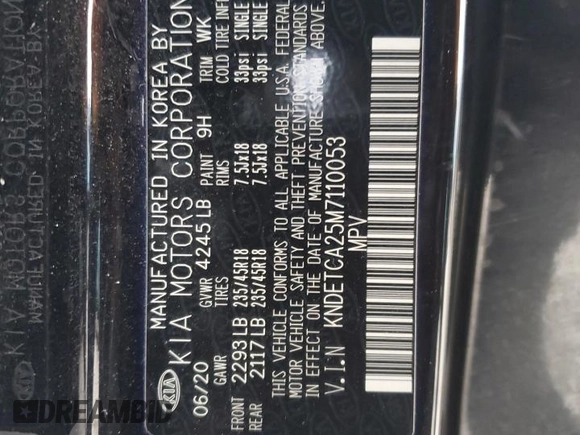 MANUFACTURED IN KOREA BY
KIA KIA MOTORS CORPORATION
06/20 GVWR 4245LB PAINT 9H TRIM WK
GAWR TIRES RIMS COLD TIRE INF
FRONT 2293 LB 235/45R18 7.5Jx18 33psi SINGLE
REAR 2117 LB 235/45R18 7.5Jx18 33psi SINGLE
THIS VEHICLE CONFORMS TO ALL APPLICABLE U.S.A. FEDERAL
MOTOR VEHICLE SAFETY AND THEFT PREVENTION STANDARDS
IN EFFECT ON THE DATE OF MANUFACTURE SHOWN ABOVE.
V.I.N KNDETCA25M7110053
MPV
DREAMBID